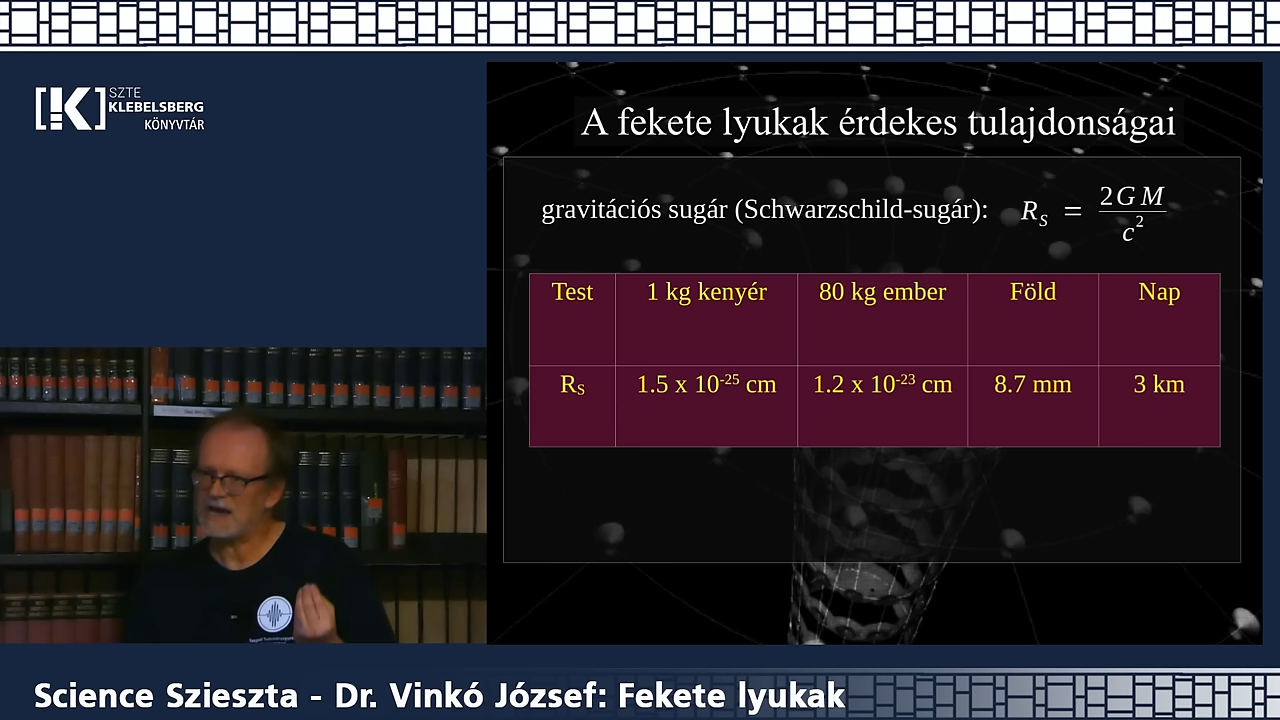 SZTE
KLEBELSBERG
KÖNYVTÁR
A fekete lyukak érdekes tulajdonságai
gravitációs sugár (Schwarzschild-sugár): R_S = 2GM / c²
Test 1 kg kenyér 80 kg ember Föld Nap
R_S 1.5 x 10⁻²⁵ cm 1.2 x 10⁻²³ cm 8.7 mm 3 km
Science Szieszta - Dr. Vinkó József: Fekete lyukak